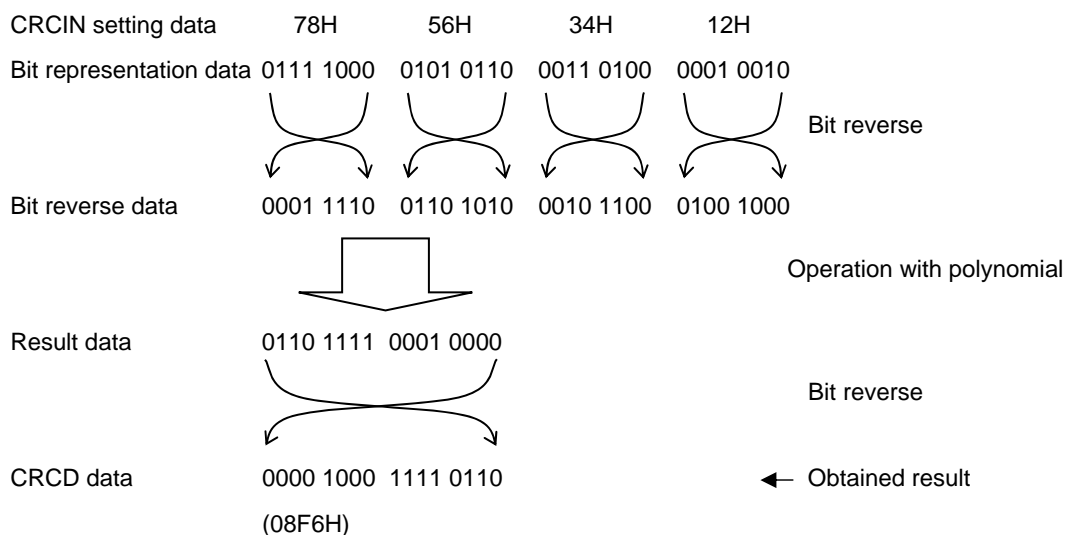 CRCIN setting data 78H 56H 34H 12H
Bit representation data 0111 1000 0101 0110 0011 0100 0001 0010
Bit reverse
Bit reverse data 0001 1110 0110 1010 0010 1100 0100 1000
Operation with polynomial
Result data 0110 1111 0001 0000
Bit reverse
CRCD data 0000 1000 1111 0110 Obtained result
(08F6H)